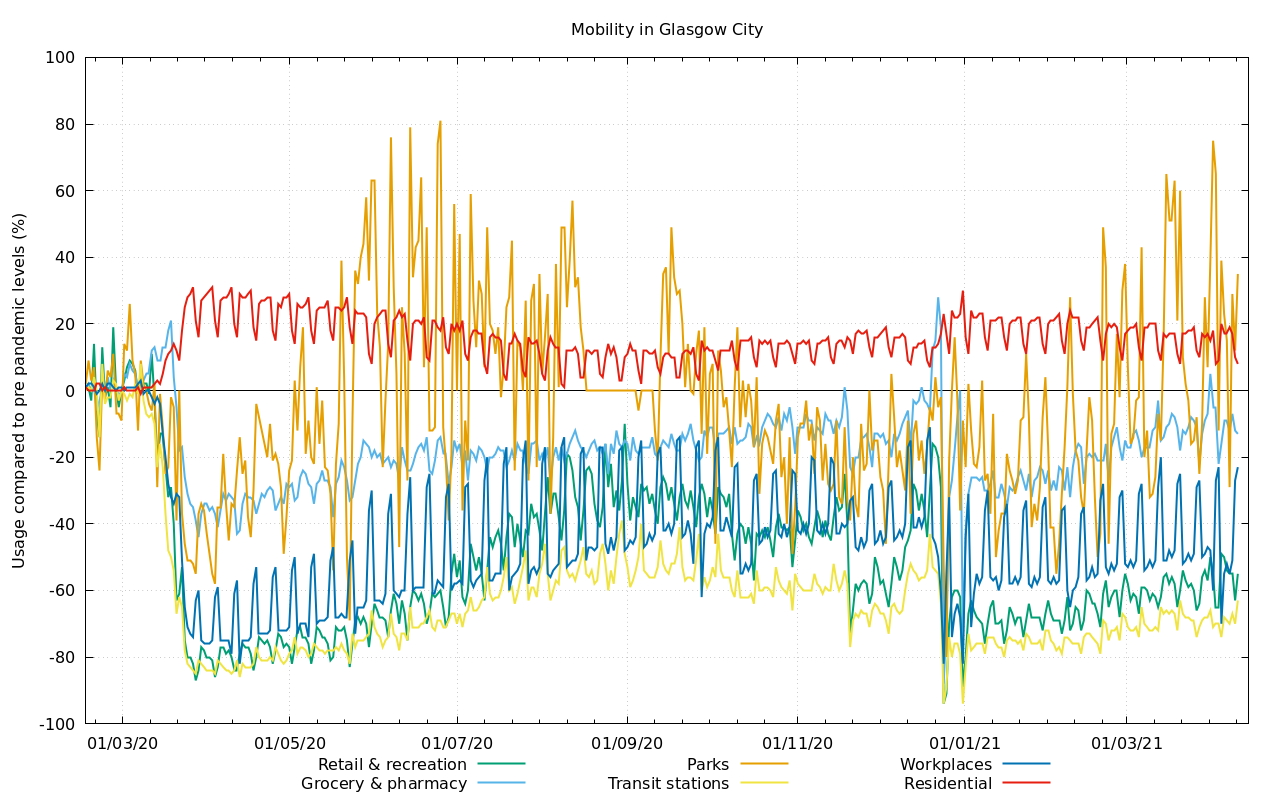 Mobility in Glasgow City
Usage compared to pre pandemic levels (%)
100
80
60
40
20
0
-20
-40
-60
-80
-100
01/03/20 01/05/20 01/07/20 01/09/20 01/11/20 01/01/21 01/03/21
Retail & recreation Parks Workplaces
Grocery & pharmacy Transit stations Residential